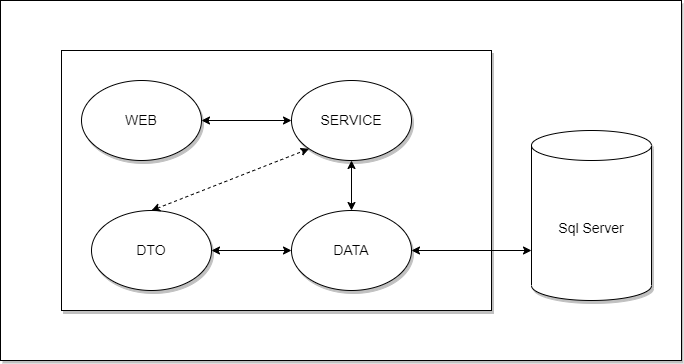 WEB
SERVICE
DTO
DATA
Sql Server